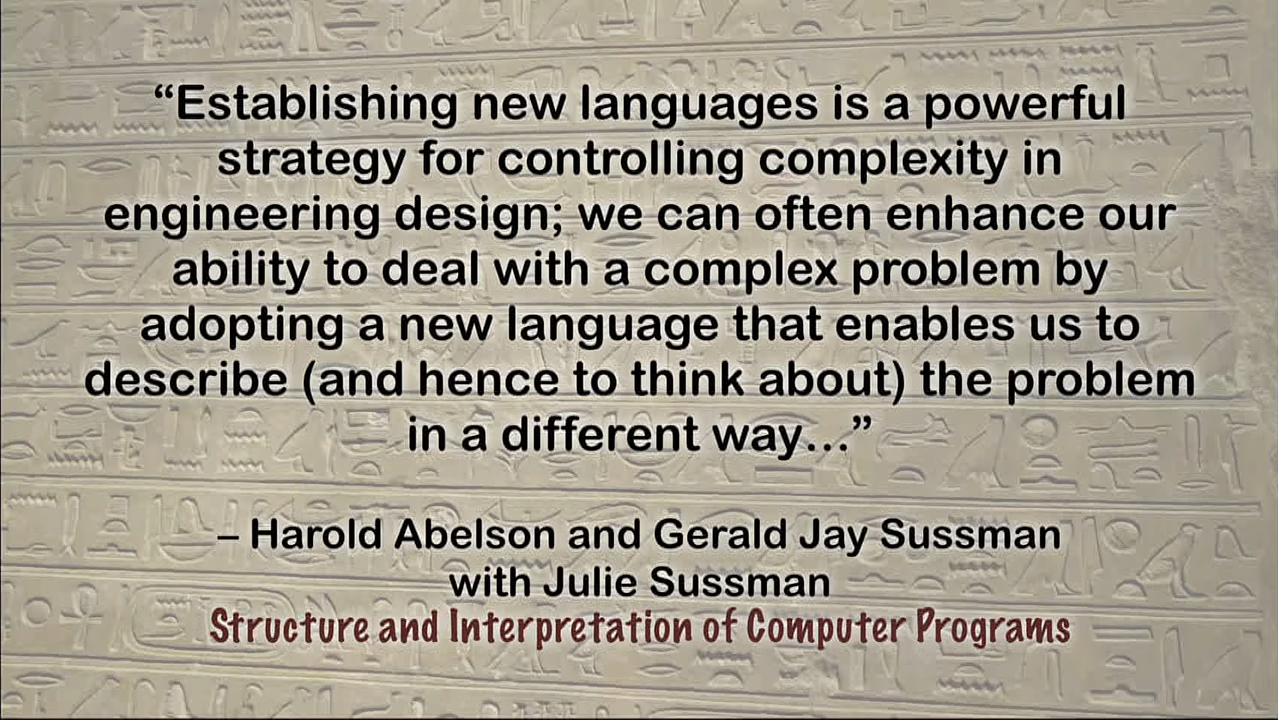 “Establishing new languages is a powerful
strategy for controlling complexity in
engineering design; we can often enhance our
ability to deal with a complex problem by
adopting a new language that enables us to
describe (and hence to think about) the problem
in a different way…”
– Harold Abelson and Gerald Jay Sussman
with Julie Sussman
Structure and Interpretation of Computer Programs